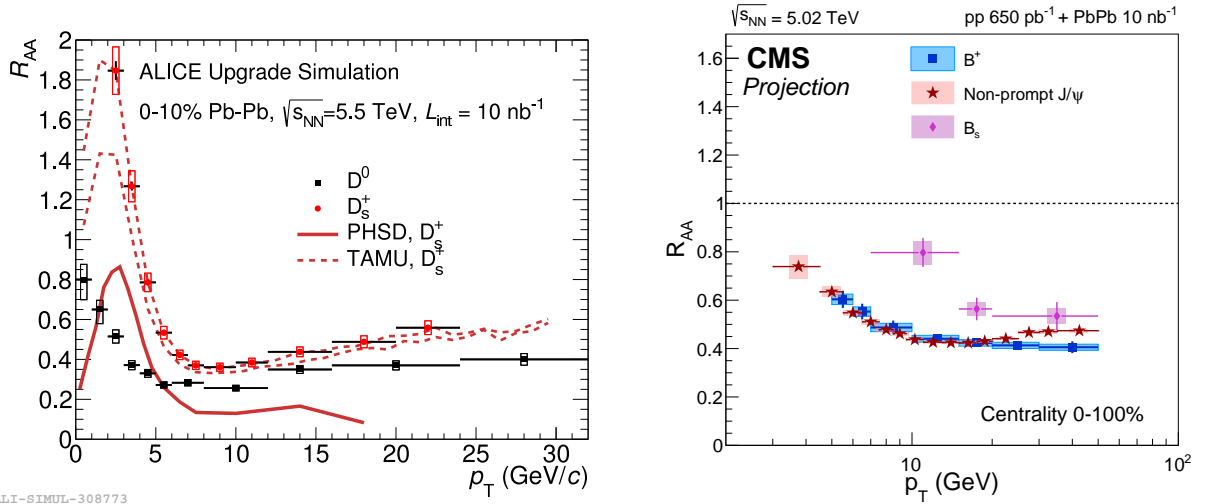 R_AA
2
1.8
1.6
1.4
1.2
1
0.8
0.6
0.4
0.2
0
ALICE Upgrade Simulation
0-10% Pb-Pb, √s_NN=5.5 TeV, L_int = 10 nb⁻¹
D⁰
D_s⁺
PHSD, D_s⁺
TAMU, D_s⁺
0 5 10 15 20 25 30
p_T (GeV/c)
LI-SIMUL-308773
√s_NN = 5.02 TeV pp 650 pb⁻¹ + PbPb 10 nb⁻¹
CMS
Projection
B⁺
Non-prompt J/ψ
B_s
R_AA
1.6
1.4
1.2
1
0.8
0.6
0.4
0.2
0
Centrality 0-100%
10 10²
p_T (GeV)